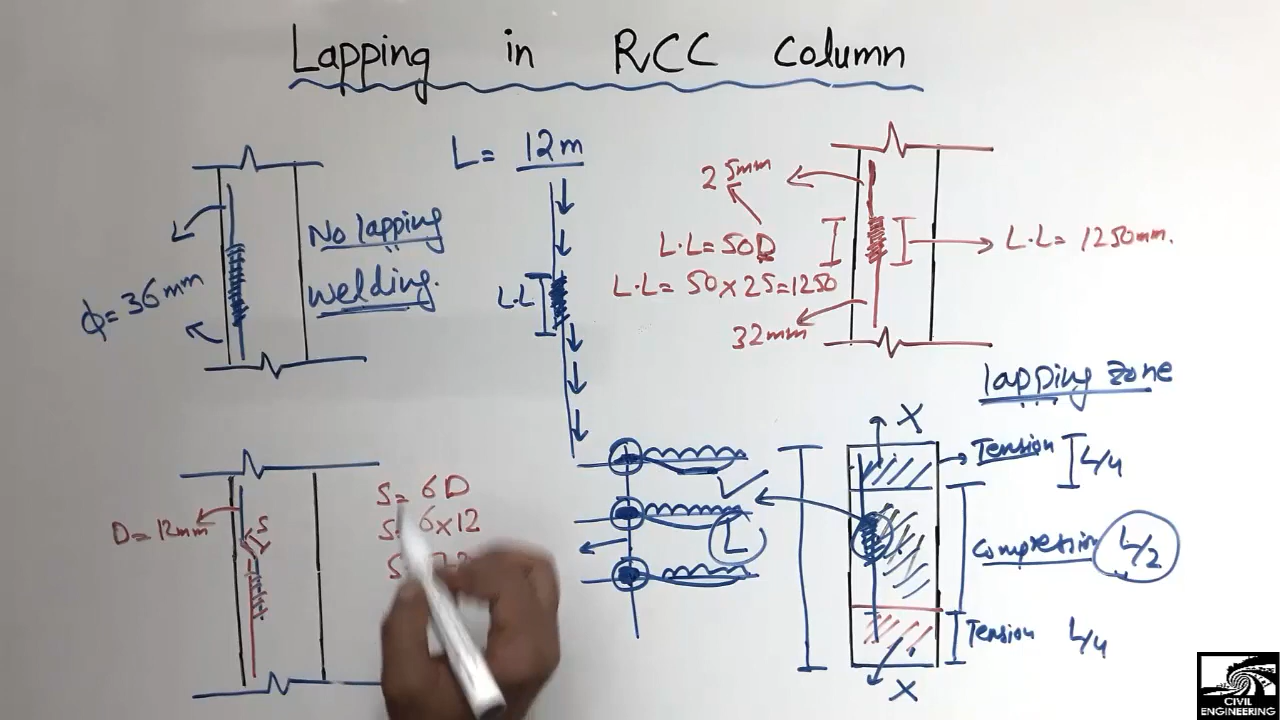 Lapping in RCC Column
L = 12m
25mm
No lapping
L.L = 50D
L.L = 1250mm.
welding.
L.L
L.L = 50x25=1250
ϕ=36mm
32mm
lapping zone
X
Tension L/4
S= 6D
D=12mm
S
S= 6x12
L
Compression L/2
S
Tension L/4
X
CIVIL
ENGINEERING